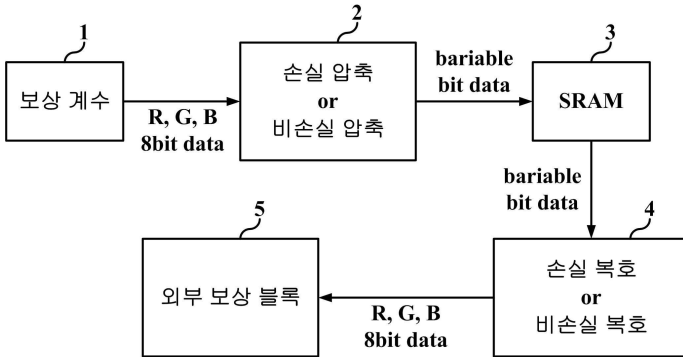 1
보상 계수
R, G, B
8bit data
2
손실 압축
or
비손실 압축
bariable
bit data
3
SRAM
bariable
bit data
4
손실 복호
or
비손실 복호
R, G, B
8bit data
5
외부 보상 블록